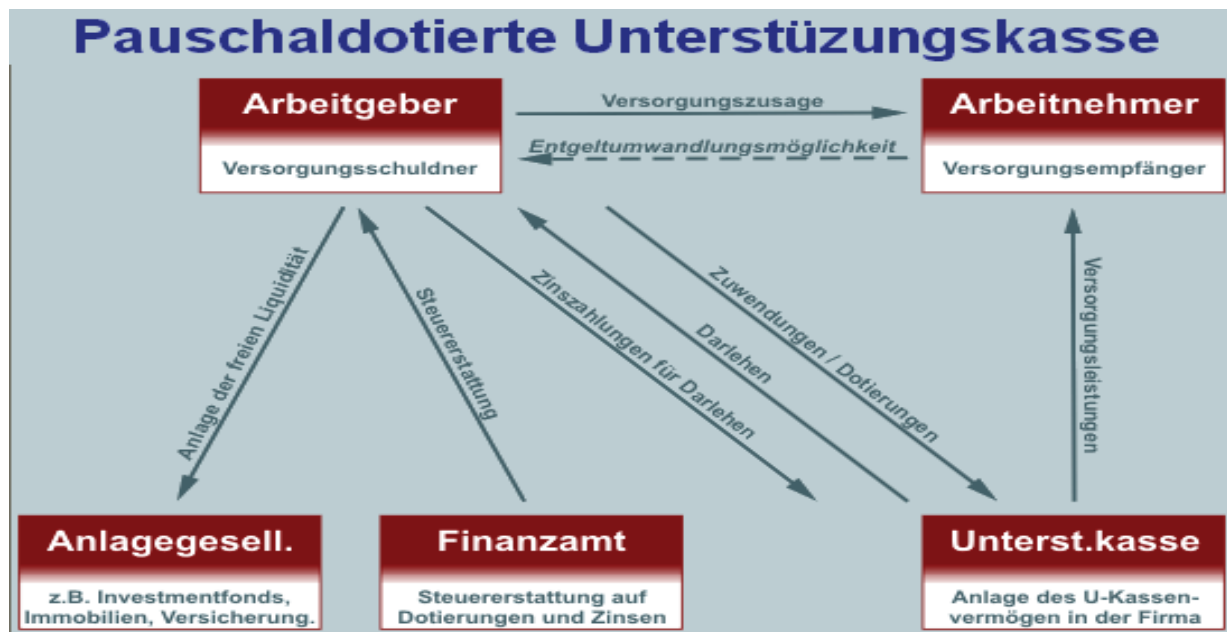 Pauschaldotierte Unterstüzungskasse
Arbeitgeber
Versorgungsschuldner
Versorgungszusage
Entgeltumwandlungsmöglichkeit
Arbeitnehmer
Versorgungsempfänger
Anlage der freien Liquidität
Steuererstattung
Zinszahlungen für Darlehen
Darlehen
Zuwendungen / Dotierungen
Versorgungsleistungen
Anlagegesell.
z.B. Investmentfonds,
Immobilien, Versicherung.
Finanzamt
Steuererstattung auf
Dotierungen und Zinsen
Unterst.kasse
Anlage des U-Kassen-
vermögen in der Firma